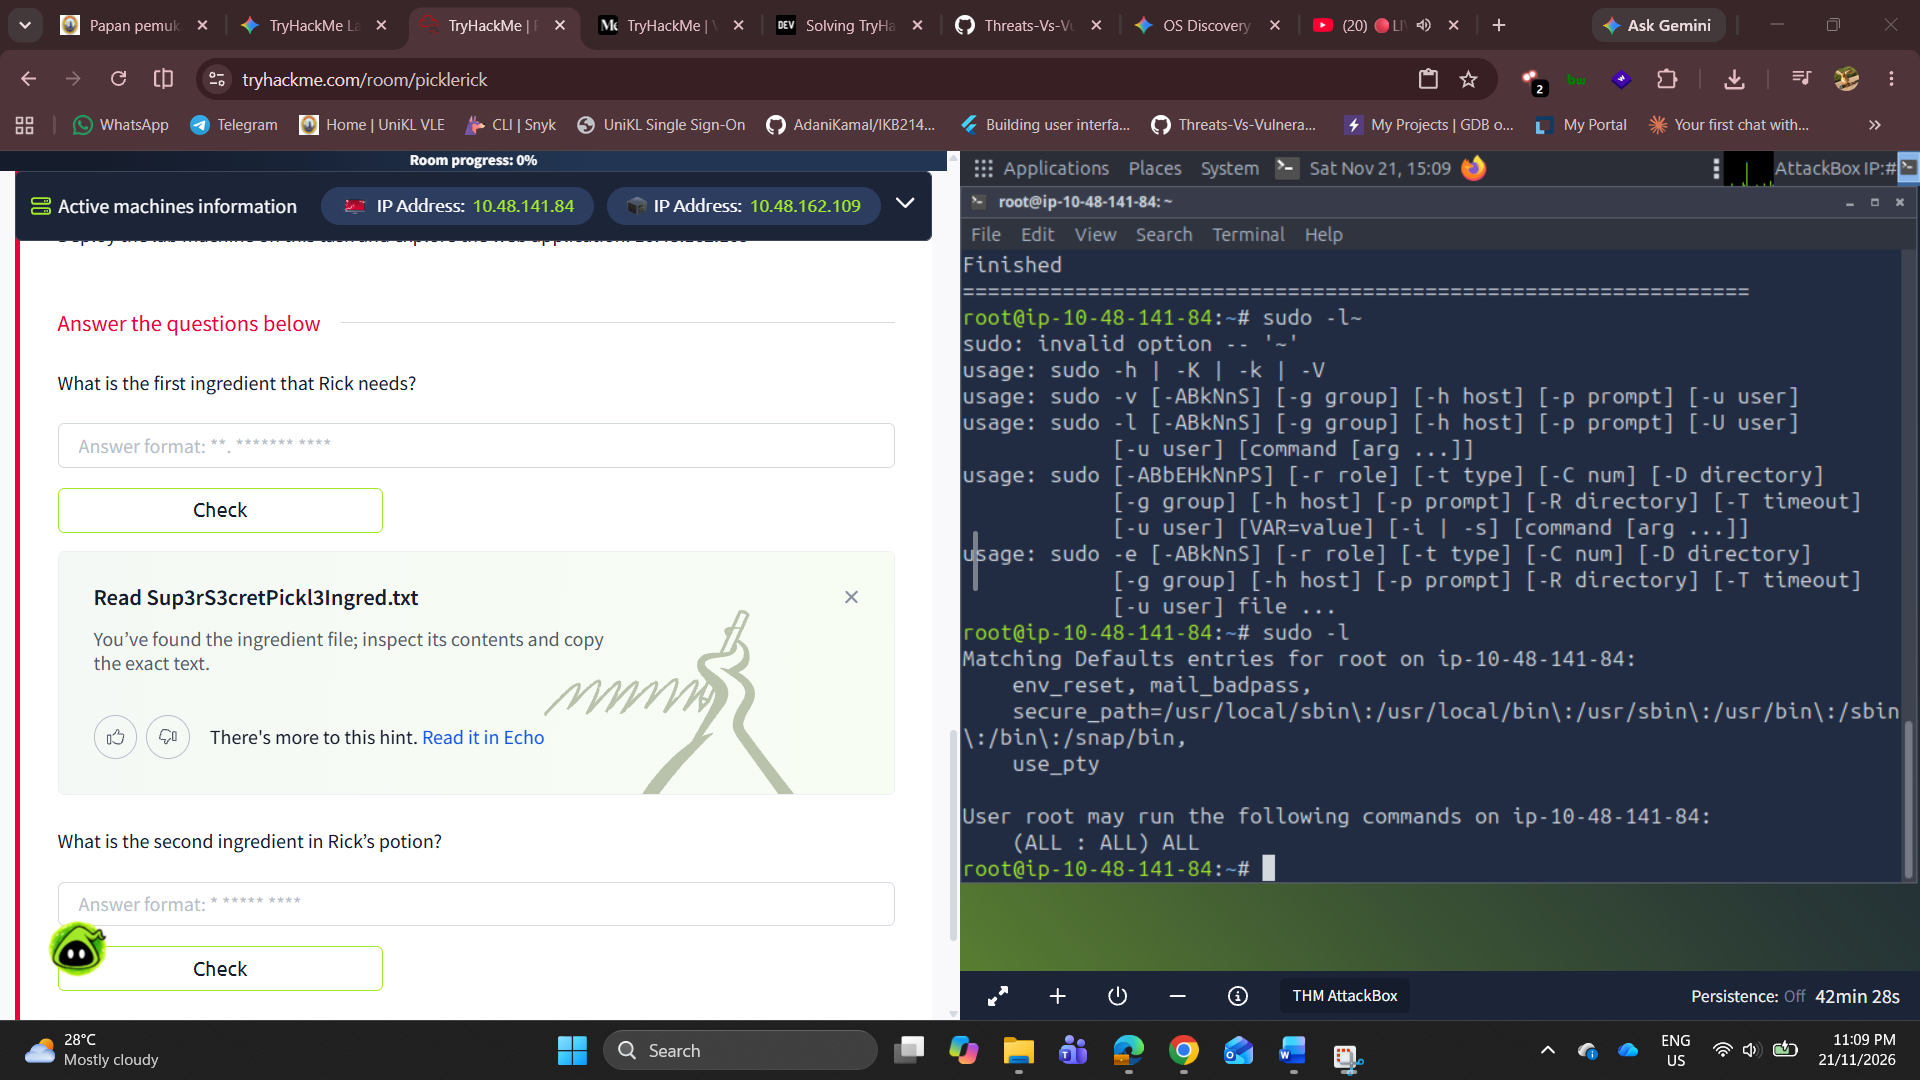 Papan pemuk
TryHackMe La
TryHackMe | P
TryHackMe | V
DEV
Solving TryHa
Threats-Vs-Vu
OS Discovery
(20) 🔴LI
Ask Gemini
tryhackme.com/room/picklerick
2
bw
WhatsApp
Telegram
Home | UniKL VLE
CLI | Snyk
UniKL Single Sign-On
AdaniKamal/IKB214...
Building user interfa...
Threats-Vs-Vulnera...
My Projects | GDB o...
My Portal
Your first chat with...
Room progress: 0%
Active machines information
IP Address: 10.48.141.84
IP Address: 10.48.162.109
Answer the questions below
What is the first ingredient that Rick needs?
Answer format: **. ******* ****
Check
Read Sup3rS3cretPickl3Ingred.txt
You’ve found the ingredient file; inspect its contents and copy
the exact text.
There's more to this hint. Read it in Echo
What is the second ingredient in Rick’s potion?
Answer format: * ***** ****
Check
Applications
Places
System
Sat Nov 21, 15:09
AttackBox IP:#
root@ip-10-48-141-84: ~
File Edit View Search Terminal Help
Finished
===============================================================
root@ip-10-48-141-84:~# sudo -l~
sudo: invalid option -- '~'
usage: sudo -h | -K | -k | -V
usage: sudo -v [-ABkNnS] [-g group] [-h host] [-p prompt] [-u user]
usage: sudo -l [-ABkNnS] [-g group] [-h host] [-p prompt] [-U user]
[-u user] [command [arg ...]]
usage: sudo [-ABbEHkNnPS] [-r role] [-t type] [-C num] [-D directory]
[-g group] [-h host] [-p prompt] [-R directory] [-T timeout]
[-u user] [VAR=value] [-i | -s] [command [arg ...]]
usage: sudo -e [-ABkNnS] [-r role] [-t type] [-C num] [-D directory]
[-g group] [-h host] [-p prompt] [-R directory] [-T timeout]
[-u user] file ...
root@ip-10-48-141-84:~# sudo -l
Matching Defaults entries for root on ip-10-48-141-84:
env_reset, mail_badpass,
secure_path=/usr/local/sbin\:/usr/local/bin\:/usr/sbin\:/usr/bin\:/sbin
\:/bin\:/snap/bin,
use_pty
User root may run the following commands on ip-10-48-141-84:
(ALL : ALL) ALL
root@ip-10-48-141-84:~#
THM AttackBox
Persistence: Off 42min 28s
28°C
Mostly cloudy
Search
ENG
US
11:09 PM
21/11/2026